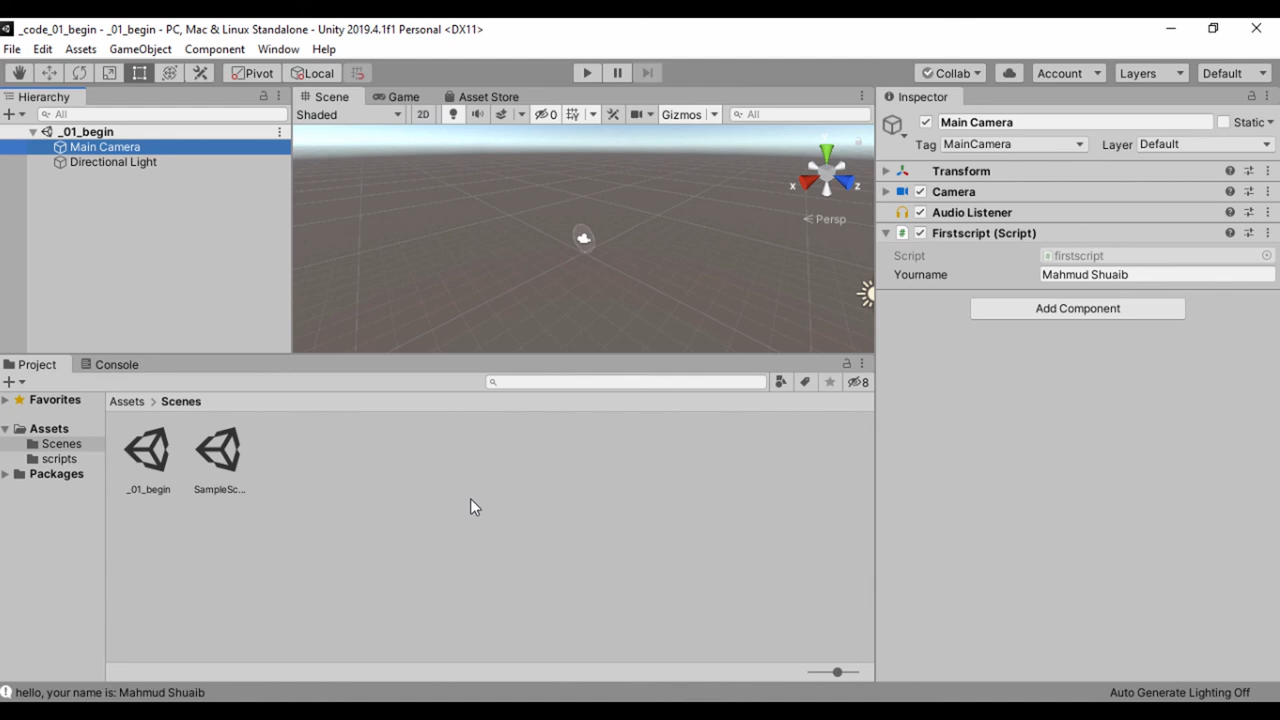 _code_01_begin - _01_begin - PC, Mac & Linux Standalone - Unity 2019.4.1f1 Personal <DX11>
File Edit Assets GameObject Component Window Help
Pivot Local Collab Account Layers Default
Hierarchy
All
_01_begin
Main Camera
Directional Light
Scene Game Asset Store
Shaded 2D 0 Gizmos All
x z
Persp
Inspector
Main Camera Static
Tag MainCamera Layer Default
Transform
Camera
Audio Listener
# Firstscript (Script)
Script # firstscript
Yourname Mahmud Shuaib
Add Component
Project Console
8
Favorites
Assets
Scenes
scripts
Packages
Assets > Scenes
_01_begin SampleSc...
hello, your name is: Mahmud Shuaib
Auto Generate Lighting Off